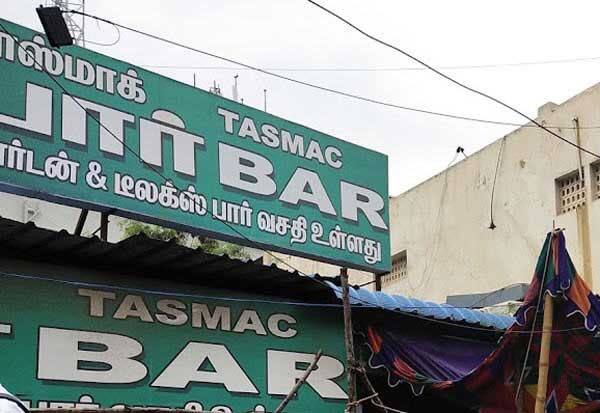 டாஸ்மாக்
பார் TASMAC
BAR
கார்டன் & டீலக்ஸ் பார் வசதி உள்ளது
TASMAC
BAR